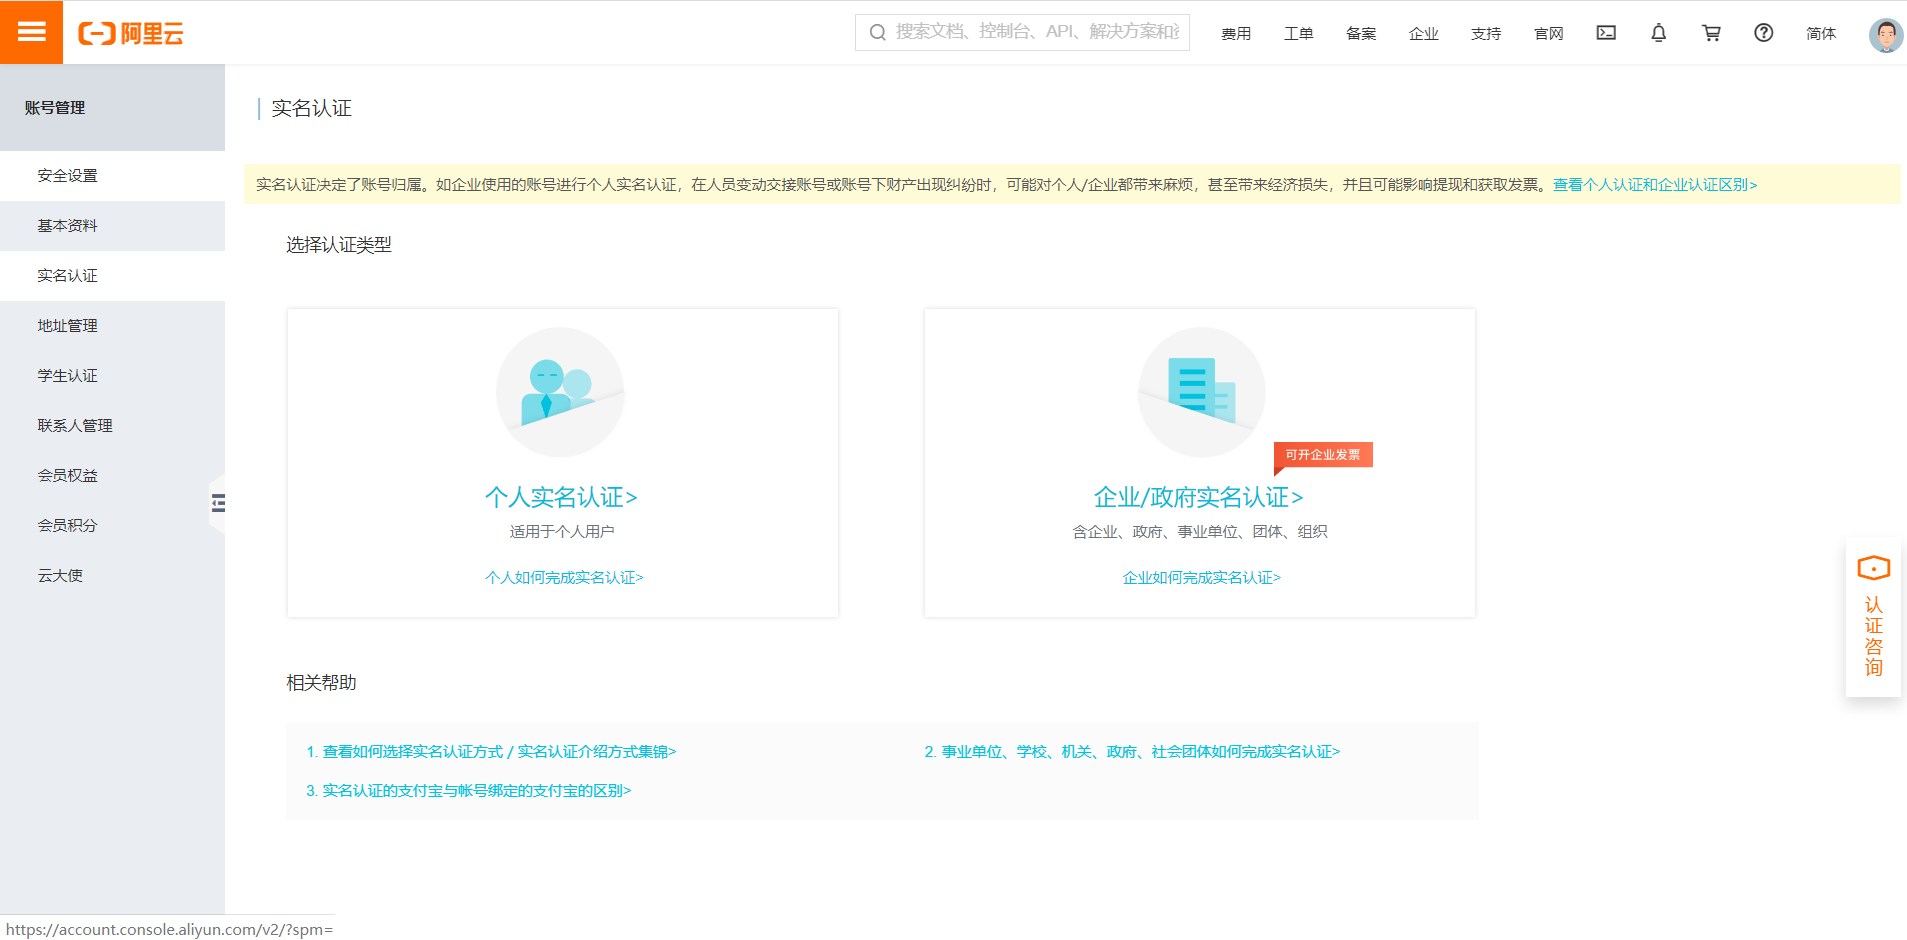 阿里云
搜索文档、控制台、API、解决方案和资
费用
工单
备案
企业
支持
官网
简体
账号管理
安全设置
基本资料
实名认证
地址管理
学生认证
联系人管理
会员权益
会员积分
云大使
实名认证
实名认证决定了账号归属。如企业使用的账号进行个人实名认证，在人员变动交接账号或账号下财产出现纠纷时，可能对个人/企业都带来麻烦，甚至带来经济损失，并且可能影响提现和获取发票。查看个人认证和企业认证区别>
选择认证类型
个人实名认证>
适用于个人用户
个人如何完成实名认证>
可开企业发票
企业/政府实名认证>
含企业、政府、事业单位、团体、组织
企业如何完成实名认证>
相关帮助
1. 查看如何选择实名认证方式 / 实名认证介绍方式集锦>
2. 事业单位、学校、机关、政府、社会团体如何完成实名认证>
3. 实名认证的支付宝与帐号绑定的支付宝的区别>
认证咨询
https://account.console.aliyun.com/v2/?spm=